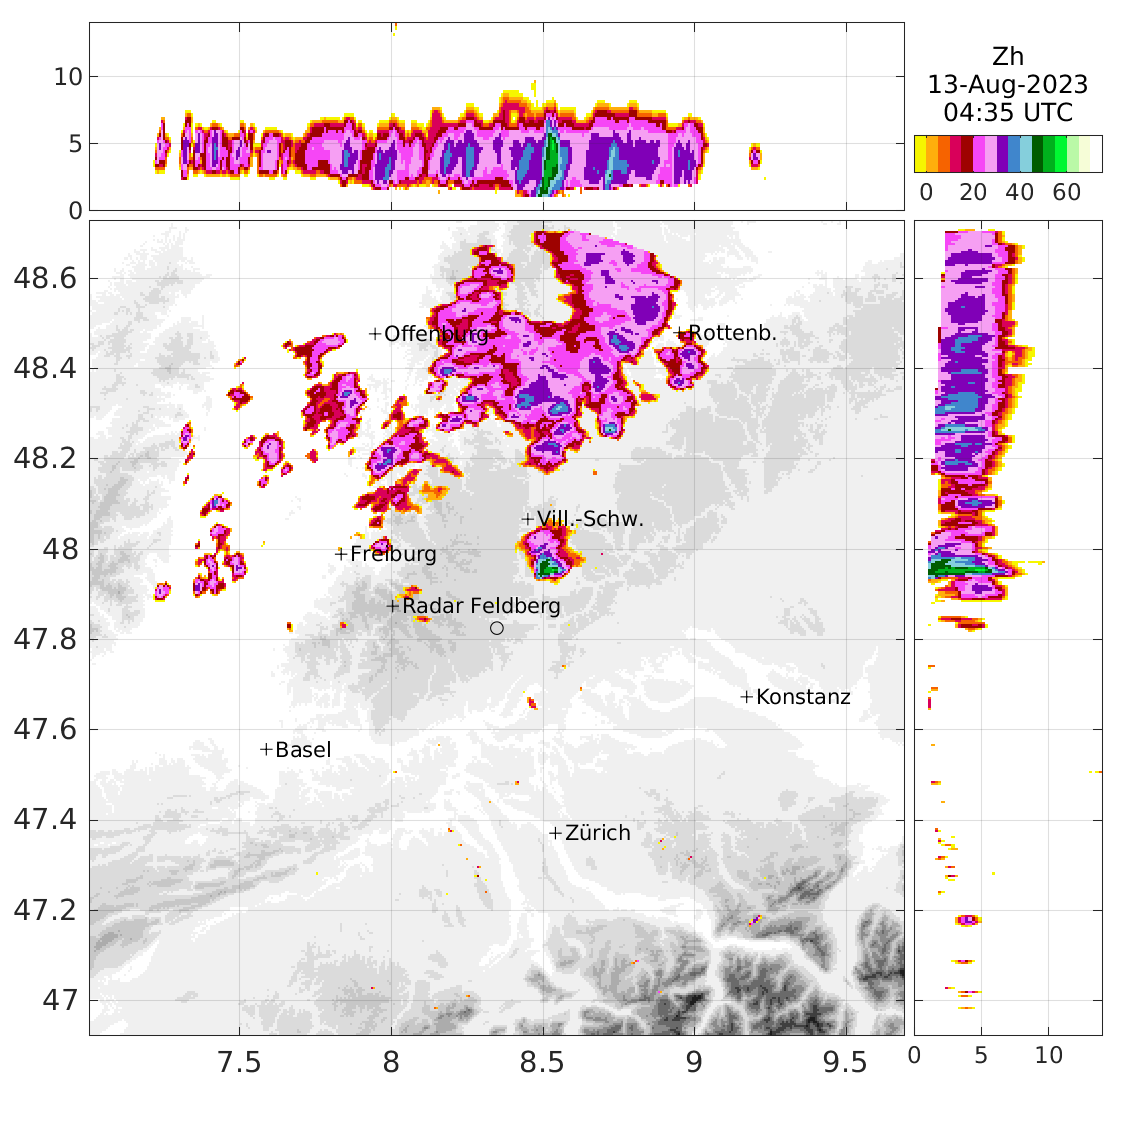 10
5
0
Zh
13-Aug-2023
04:35 UTC
0 20 40 60
48.6
48.4
48.2
48
47.8
47.6
47.4
47.2
47
+Offenburg
+Rottenb.
+Vill.-Schw.
+Freiburg
+Radar Feldberg
+Konstanz
+Basel
+Zürich
7.5 8 8.5 9 9.5
0 5 10